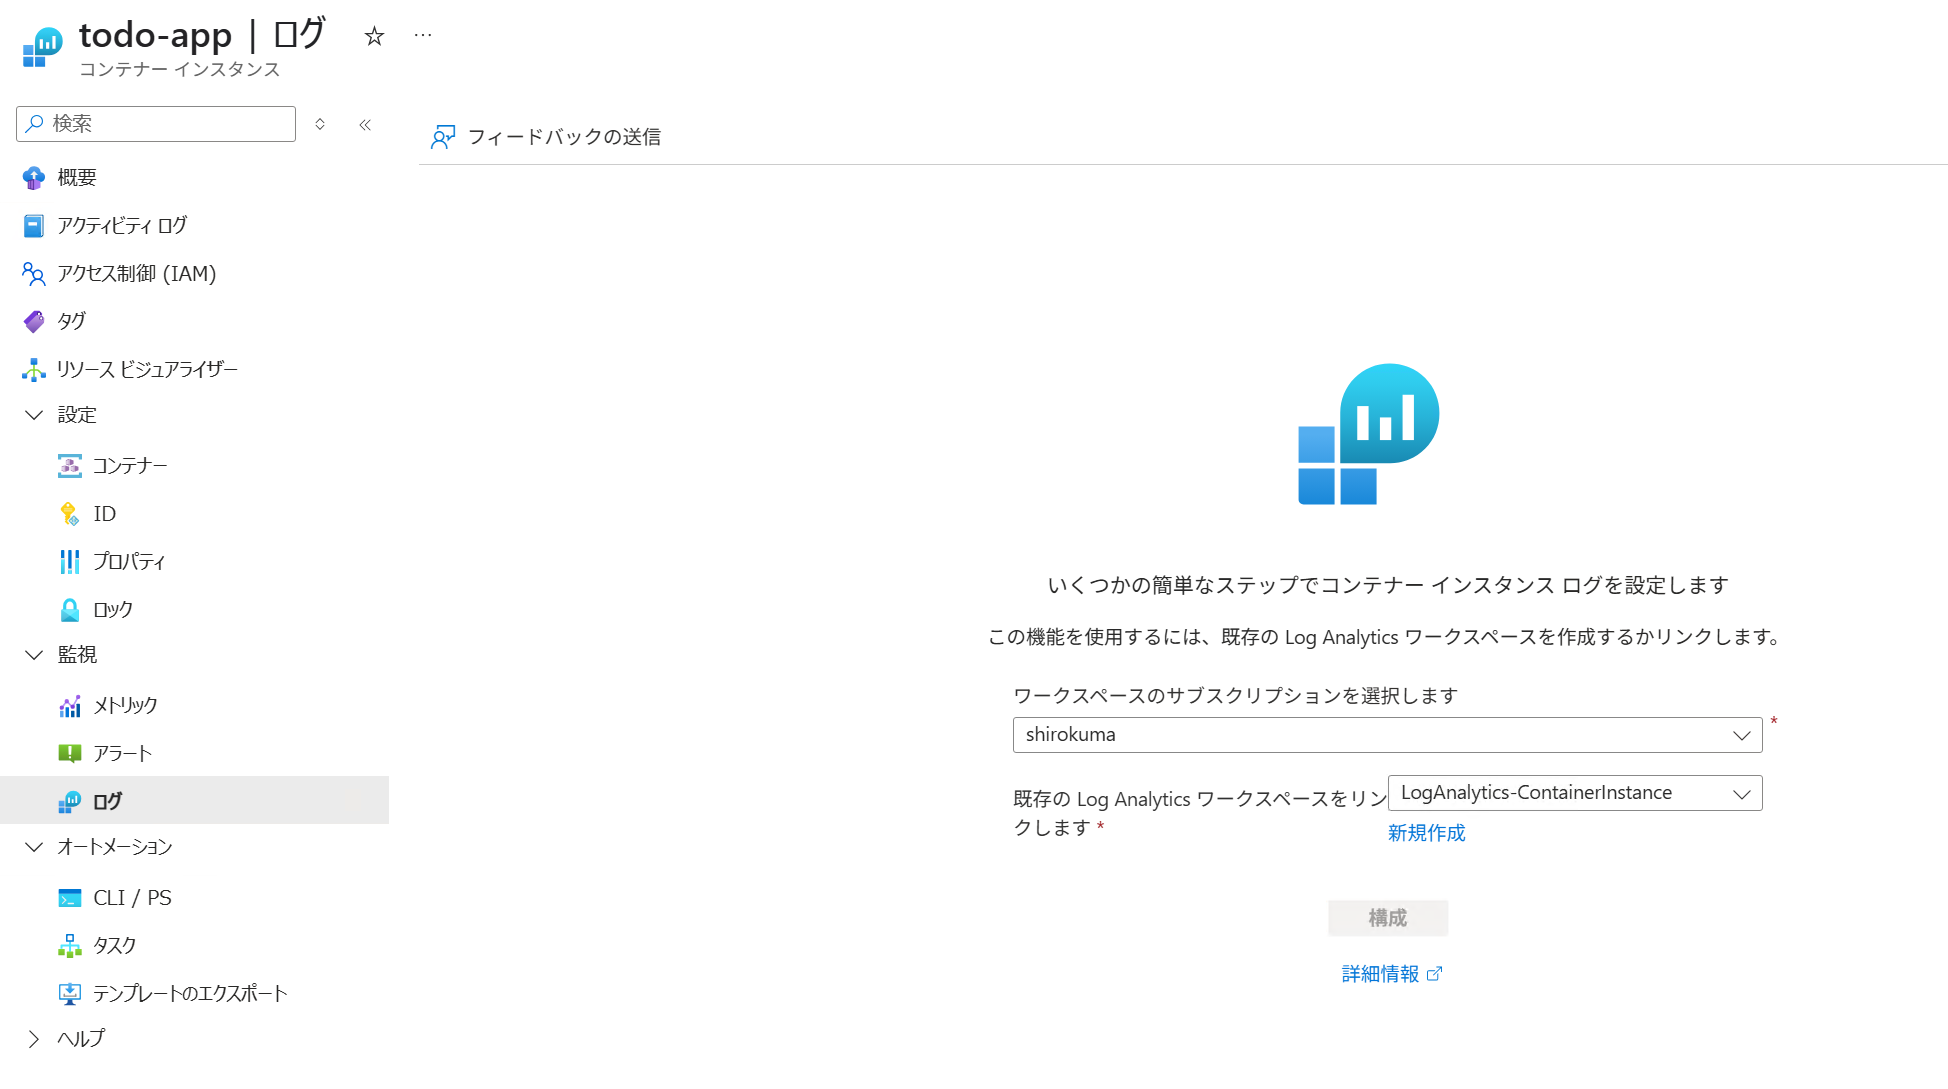 todo-app | ログ
コンテナー インスタンス
検索
概要
アクティビティ ログ
アクセス制御 (IAM)
タグ
リソース ビジュアライザー
設定
コンテナー
ID
プロパティ
ロック
監視
メトリック
アラート
ログ
オートメーション
CLI / PS
タスク
テンプレートのエクスポート
ヘルプ
フィードバックの送信
いくつかの簡単なステップでコンテナー インスタンス ログを設定します
この機能を使用するには、既存の Log Analytics ワークスペースを作成するかリンクします。
ワークスペースのサブスクリプションを選択します
shirokuma
*
既存の Log Analytics ワークスペースをリン
クします *
LogAnalytics-ContainerInstance
新規作成
構成
詳細情報